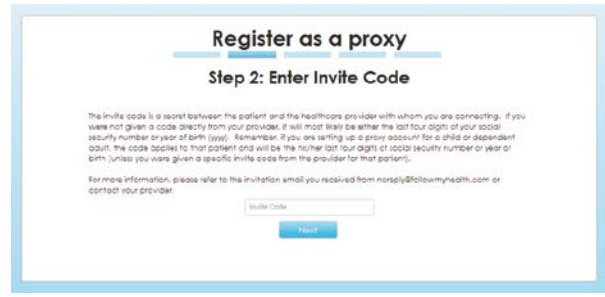 Register as a proxy
Step 2: Enter Invite Code
The invite code is a secret between the patient and the healthcare provider with whom you are connecting. If you
were not given a code directly from your provider, it will most likely be either the last four digits of your social
security number or year of birth (yyyy). Remember, if you are setting up a proxy account for a child or dependent
adult, the code applies to that patient and will be the his/her last four digits of social security number or year of
birth (unless you were given a specific invite code from the provider for that patient).
For more information, please refer to the invitation email you received from noreply@followmyhealth.com or
contact your provider.
Invite Code
Next